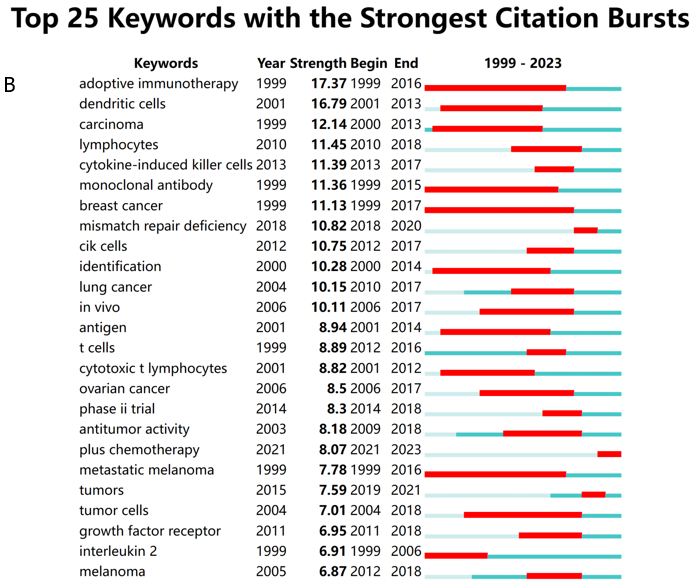 Top 25 Keywords with the Strongest Citation Bursts
B
Keywords Year Strength Begin End 1999 - 2023
adoptive immunotherapy 1999 17.37 1999 2016
dendritic cells 2001 16.79 2001 2013
carcinoma 1999 12.14 2000 2013
lymphocytes 2010 11.45 2010 2018
cytokine-induced killer cells 2013 11.39 2013 2017
monoclonal antibody 1999 11.36 1999 2015
breast cancer 1999 11.13 1999 2017
mismatch repair deficiency 2018 10.82 2018 2020
cik cells 2012 10.75 2012 2017
identification 2000 10.28 2000 2014
lung cancer 2004 10.15 2010 2017
in vivo 2006 10.11 2006 2017
antigen 2001 8.94 2001 2014
t cells 1999 8.89 2012 2016
cytotoxic t lymphocytes 2001 8.82 2001 2012
ovarian cancer 2006 8.5 2006 2017
phase ii trial 2014 8.3 2014 2018
antitumor activity 2003 8.18 2009 2018
plus chemotherapy 2021 8.07 2021 2023
metastatic melanoma 1999 7.78 1999 2016
tumors 2015 7.59 2019 2021
tumor cells 2004 7.01 2004 2018
growth factor receptor 2011 6.95 2011 2018
interleukin 2 1999 6.91 1999 2006
melanoma 2005 6.87 2012 2018